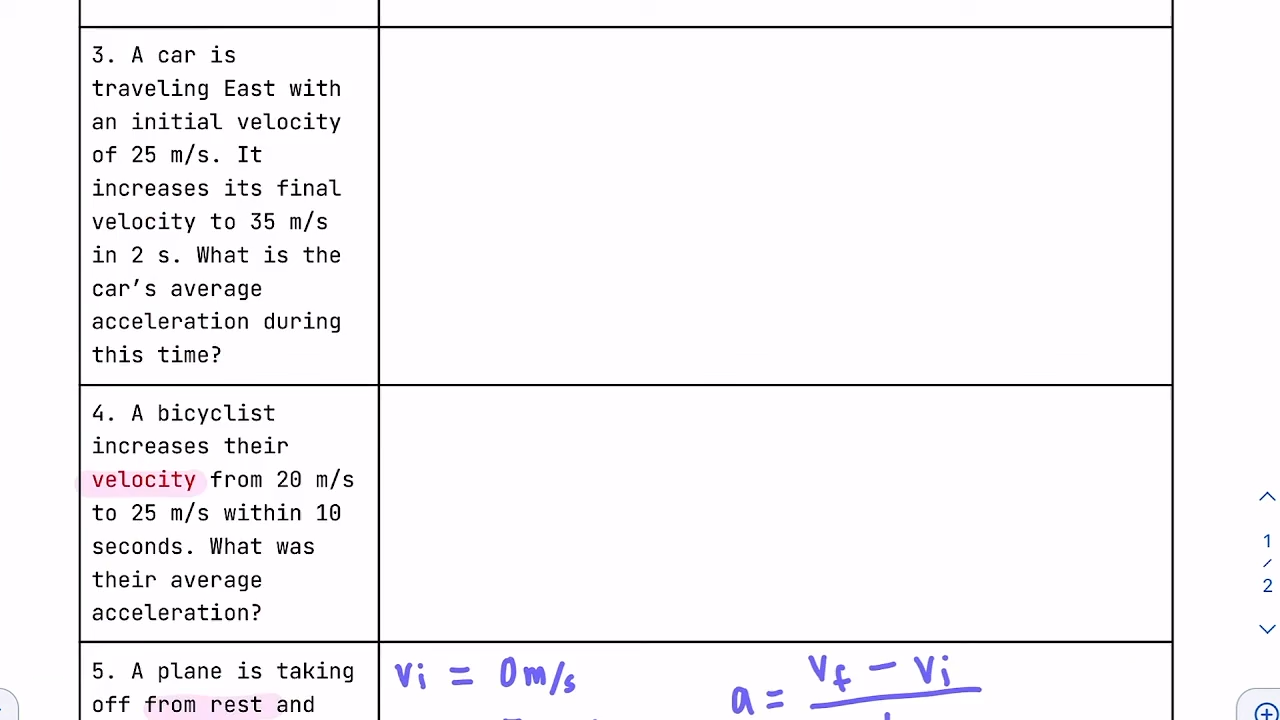 3. A car is
traveling East with
an initial velocity
of 25 m/s. It
increases its final
velocity to 35 m/s
in 2 s. What is the
car’s average
acceleration during
this time?
4. A bicyclist
increases their
velocity from 20 m/s
to 25 m/s within 10
seconds. What was
their average
acceleration?
5. A plane is taking
off from rest and
vi = 0 m/s
a = vf - vi
1
/
2